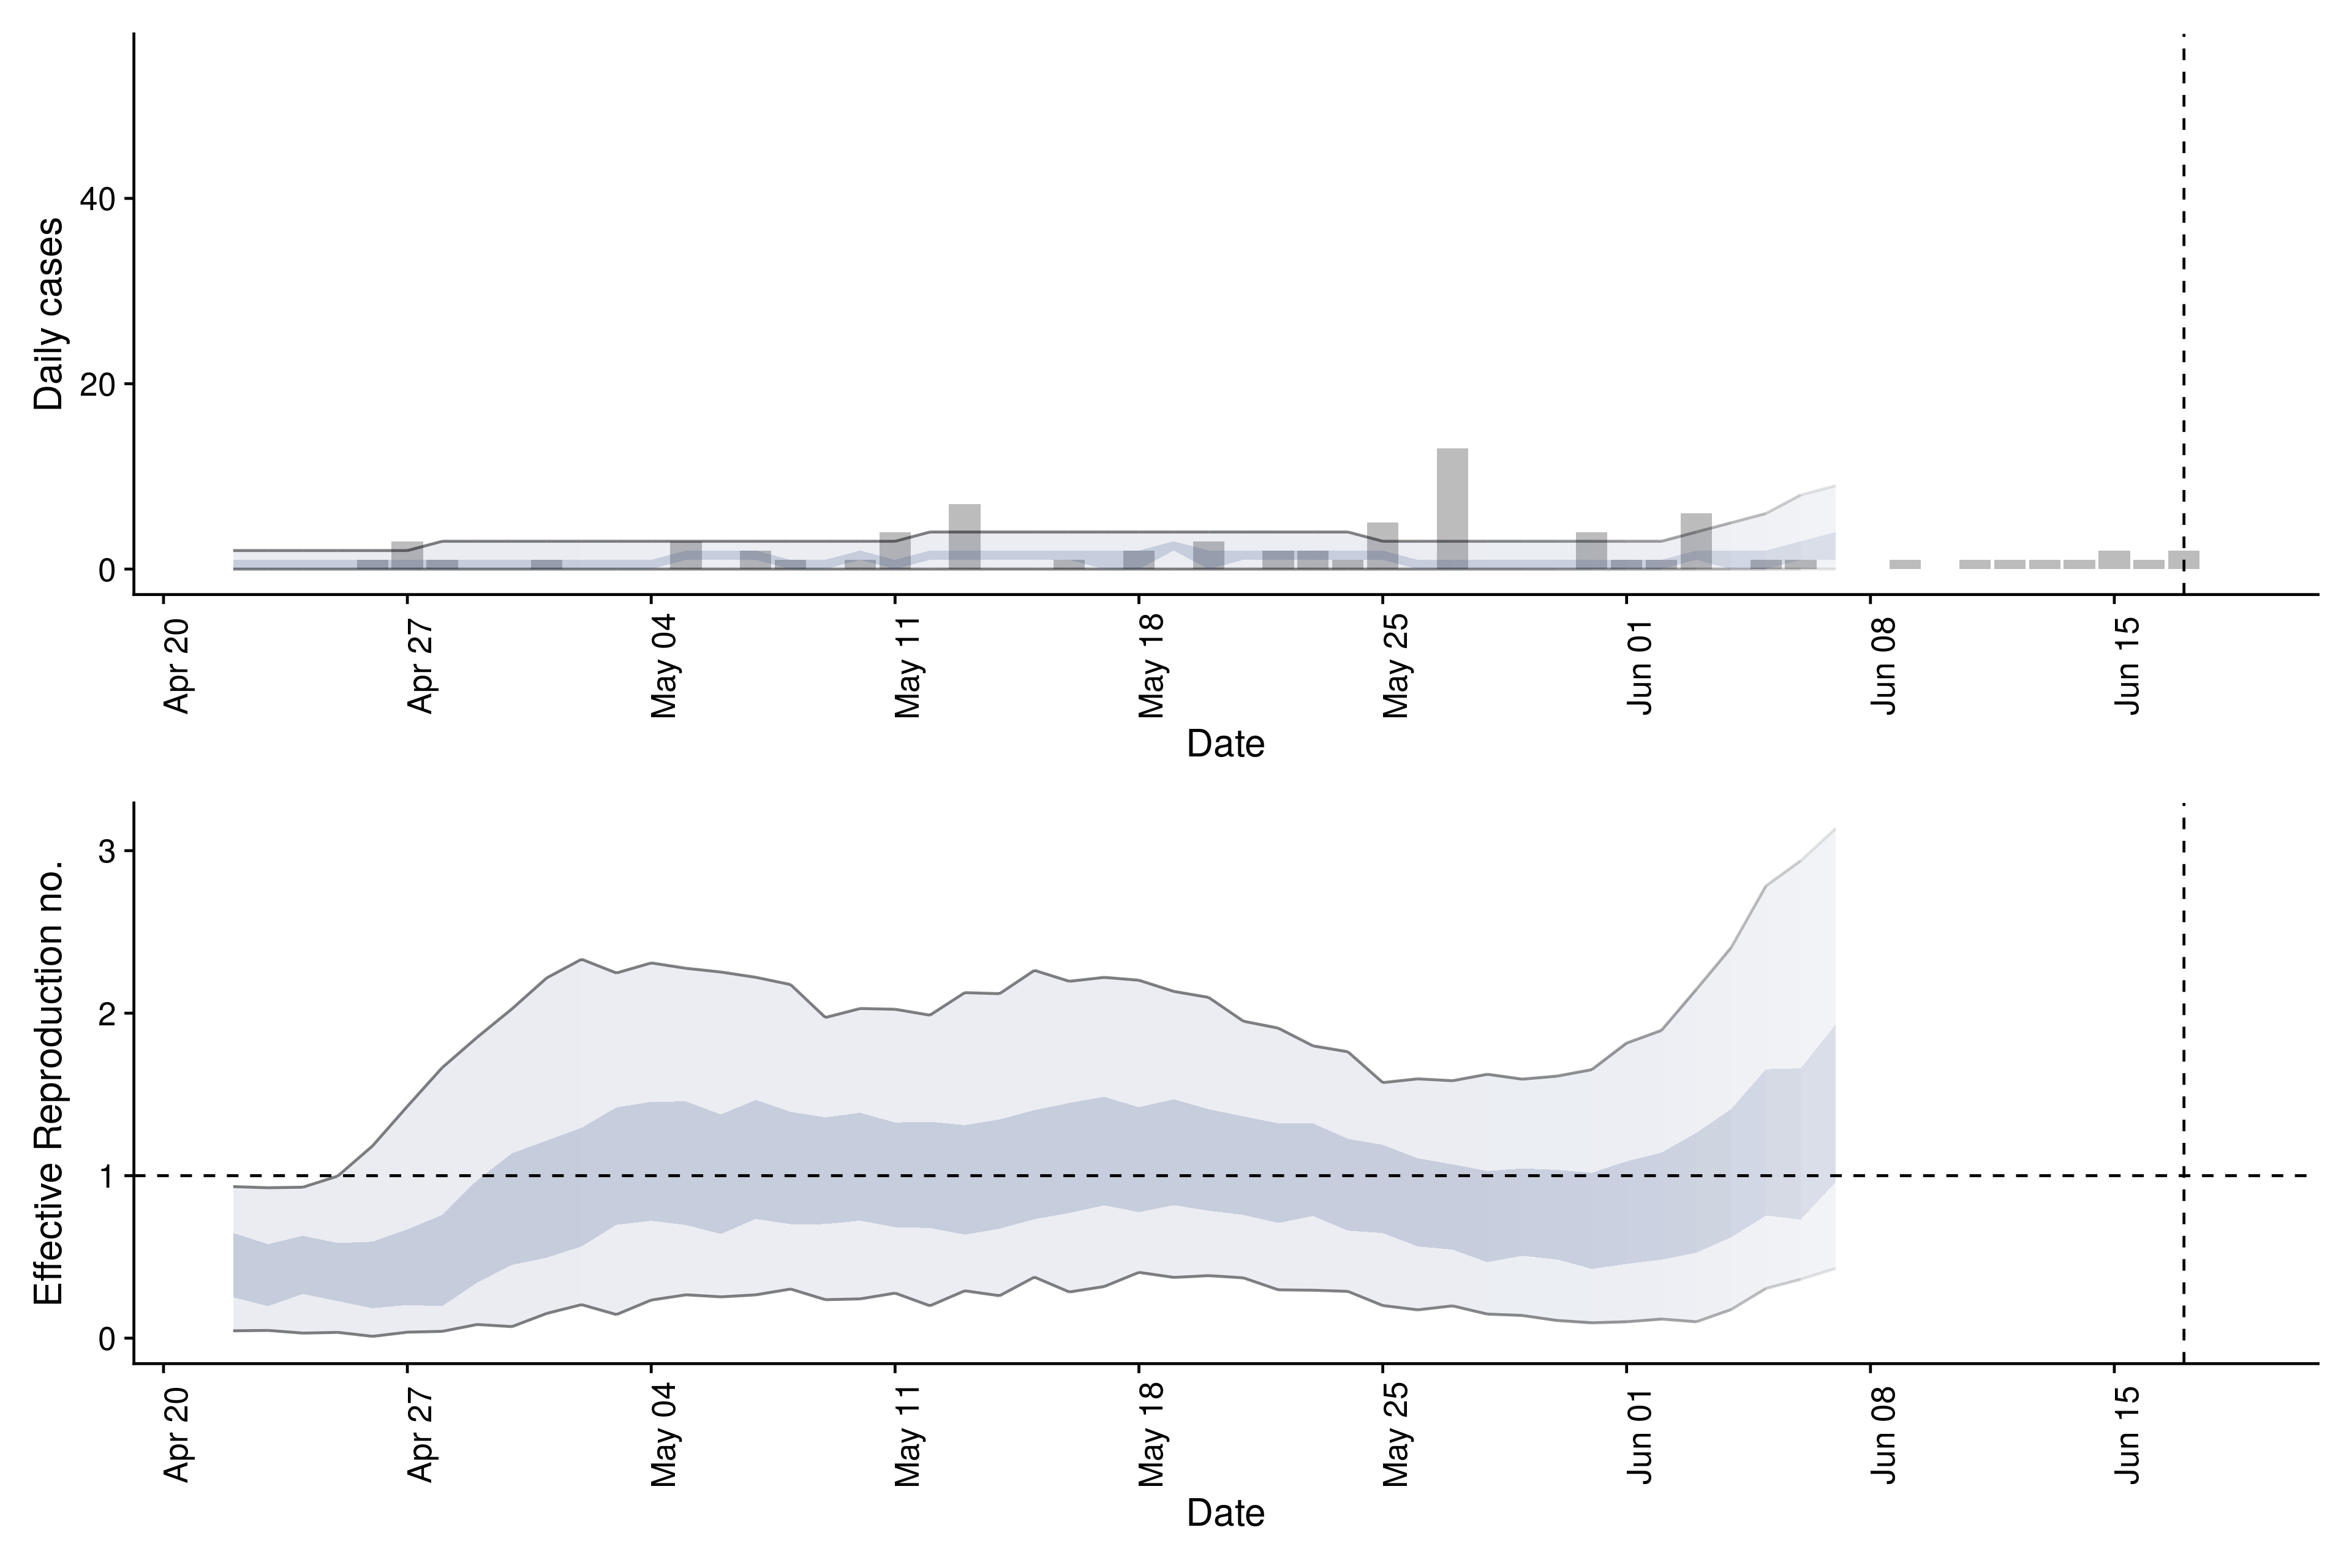 Daily cases
40
20
0
Apr 20
Apr 27
May 04
May 11
May 18
May 25
Jun 01
Jun 08
Jun 15
Date
Effective Reproduction no.
3
2
1
0
Apr 20
Apr 27
May 04
May 11
May 18
May 25
Jun 01
Jun 08
Jun 15
Date